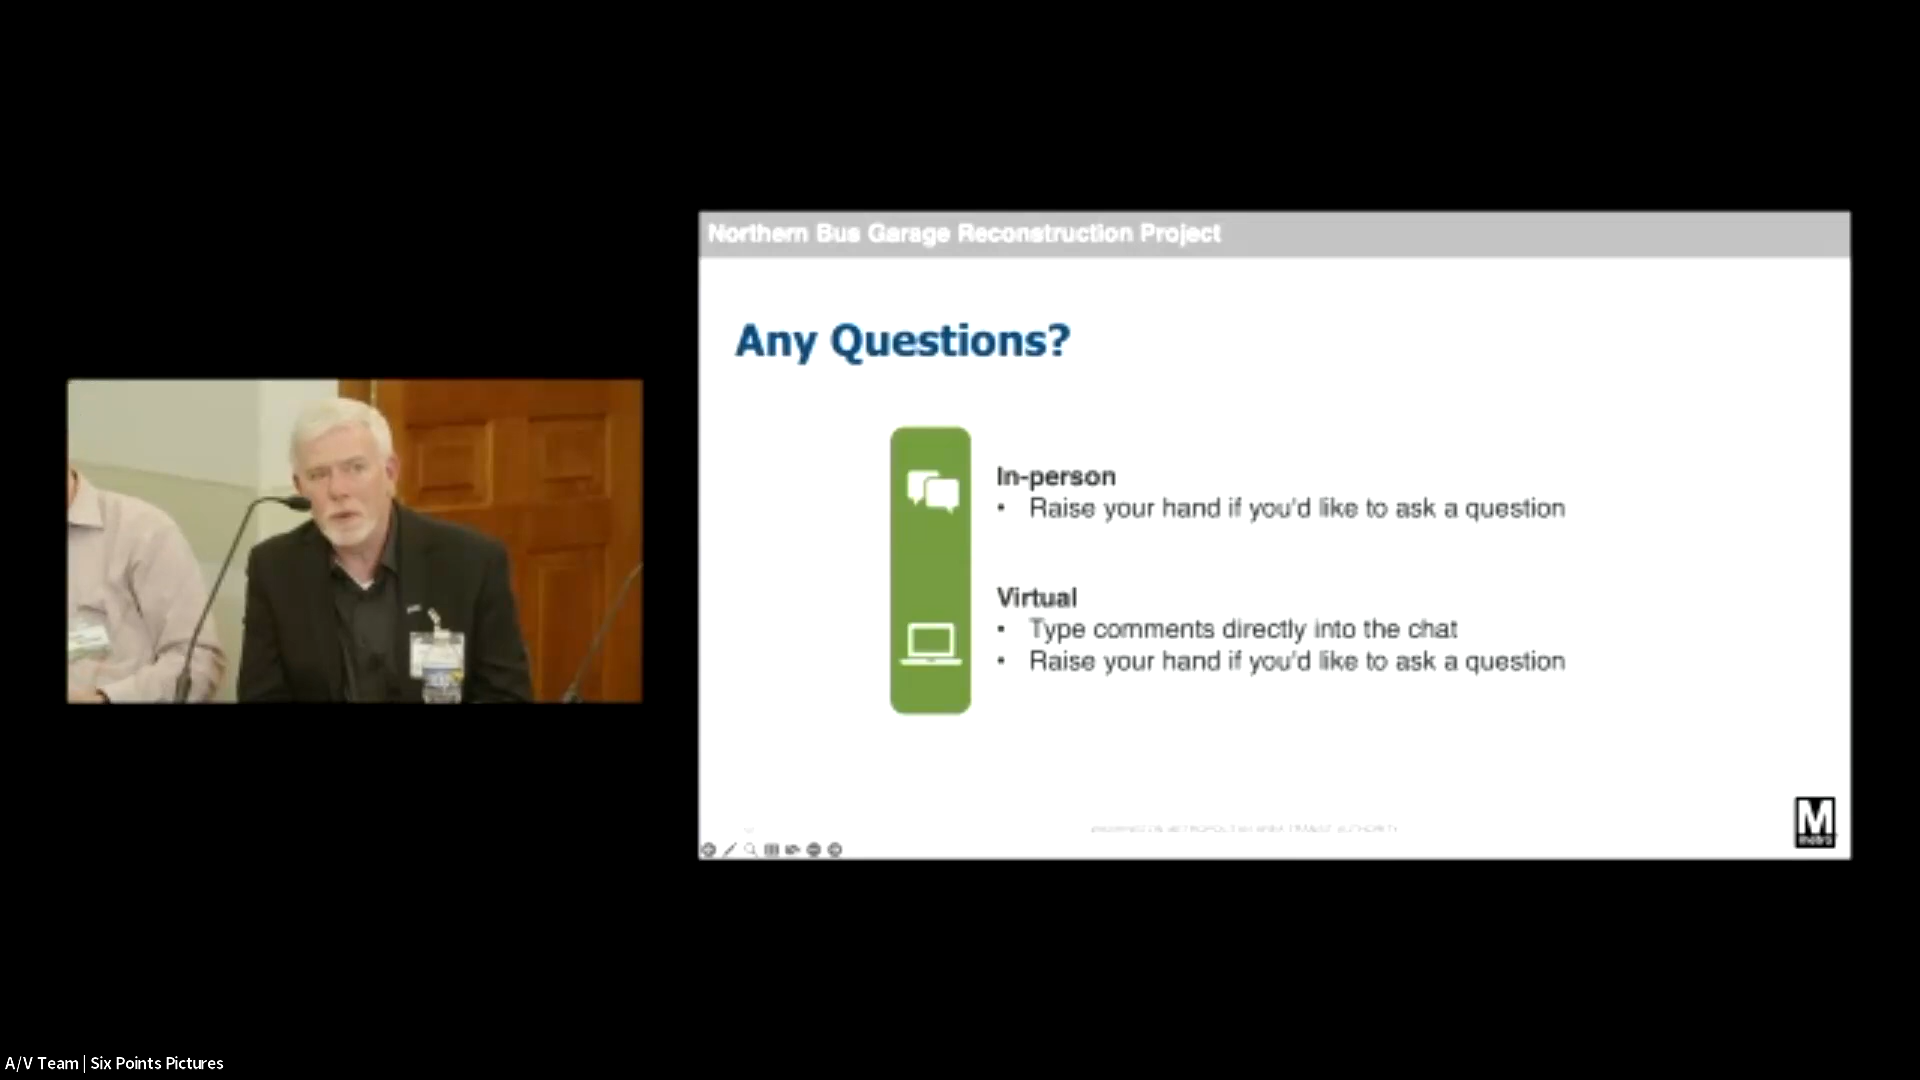 Northern Bus Garage Reconstruction Project
Any Questions?
In-person
• Raise your hand if you'd like to ask a question
Virtual
• Type comments directly into the chat
• Raise your hand if you'd like to ask a question
M
metro
A/V Team | Six Points Pictures